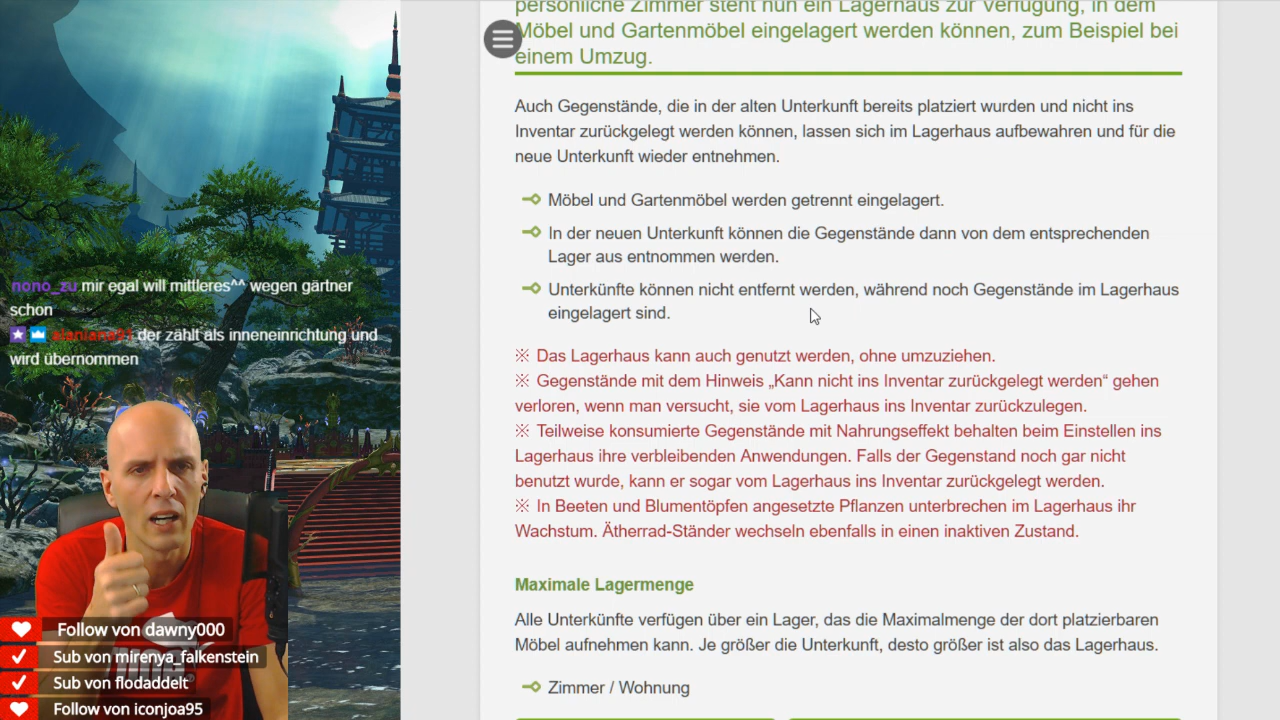 persönliche Zimmer steht nun ein Lagerhaus zur Verfügung, in dem
Möbel und Gartenmöbel eingelagert werden können, zum Beispiel bei
einem Umzug.
Auch Gegenstände, die in der alten Unterkunft bereits platziert wurden und nicht ins
Inventar zurückgelegt werden können, lassen sich im Lagerhaus aufbewahren und für die
neue Unterkunft wieder entnehmen.
Möbel und Gartenmöbel werden getrennt eingelagert.
In der neuen Unterkunft können die Gegenstände dann von dem entsprechenden
Lager aus entnommen werden.
Unterkünfte können nicht entfernt werden, während noch Gegenstände im Lagerhaus
eingelagert sind.
※ Das Lagerhaus kann auch genutzt werden, ohne umzuziehen.
※ Gegenstände mit dem Hinweis „Kann nicht ins Inventar zurückgelegt werden“ gehen
verloren, wenn man versucht, sie vom Lagerhaus ins Inventar zurückzulegen.
※ Teilweise konsumierte Gegenstände mit Nahrungseffekt behalten beim Einstellen ins
Lagerhaus ihre verbleibenden Anwendungen. Falls der Gegenstand noch gar nicht
benutzt wurde, kann er sogar vom Lagerhaus ins Inventar zurückgelegt werden.
※ In Beeten und Blumentöpfen angesetzte Pflanzen unterbrechen im Lagerhaus ihr
Wachstum. Ätherrad-Ständer wechseln ebenfalls in einen inaktiven Zustand.
Maximale Lagermenge
Alle Unterkünfte verfügen über ein Lager, das die Maximalmenge der dort platzierbaren
Möbel aufnehmen kann. Je größer die Unterkunft, desto größer ist also das Lagerhaus.
Zimmer / Wohnung
nono_zu mir egal will mittleres^^ wegen gärtner
schon
alaniana91 der zählt als inneneinrichtung und
wird übernommen
Follow von dawny000
Sub von mirenya_falkenstein
Sub von flodaddelt
Follow von iconjoa95